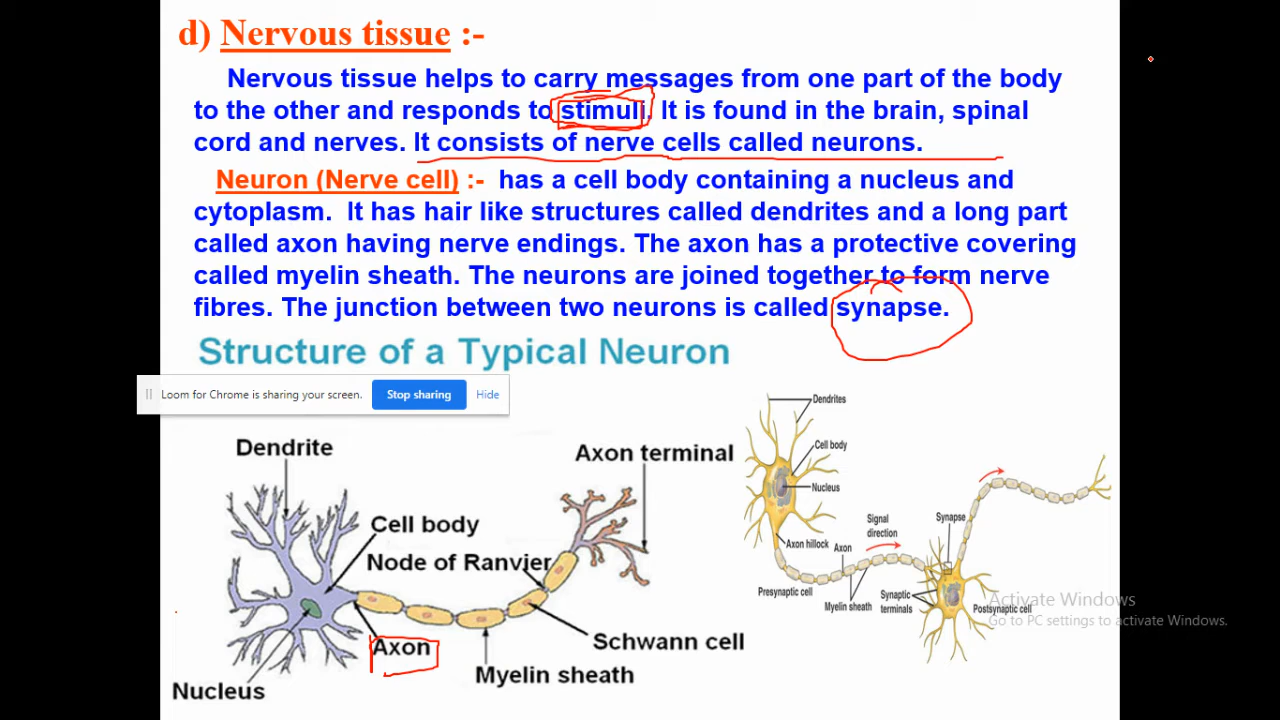 d) Nervous tissue :-
Nervous tissue helps to carry messages from one part of the body
to the other and responds to stimuli. It is found in the brain, spinal
cord and nerves. It consists of nerve cells called neurons.
Neuron (Nerve cell) :- has a cell body containing a nucleus and
cytoplasm. It has hair like structures called dendrites and a long part
called axon having nerve endings. The axon has a protective covering
called myelin sheath. The neurons are joined together to form nerve
fibres. The junction between two neurons is called synapse.
Structure of a Typical Neuron
Loom for Chrome is sharing your screen. Stop sharing Hide
Dendrite
Axon terminal
Cell body
Node of Ranvier
Axon
Schwann cell
Myelin sheath
Nucleus
Dendrites
Cell body
Nucleus
Axon hillock
Axon
Signal
direction
Synapse
Presynaptic cell
Myelin sheath
Synaptic
terminals
Postsynaptic cell
Activate Windows
Go to PC settings to activate Windows.